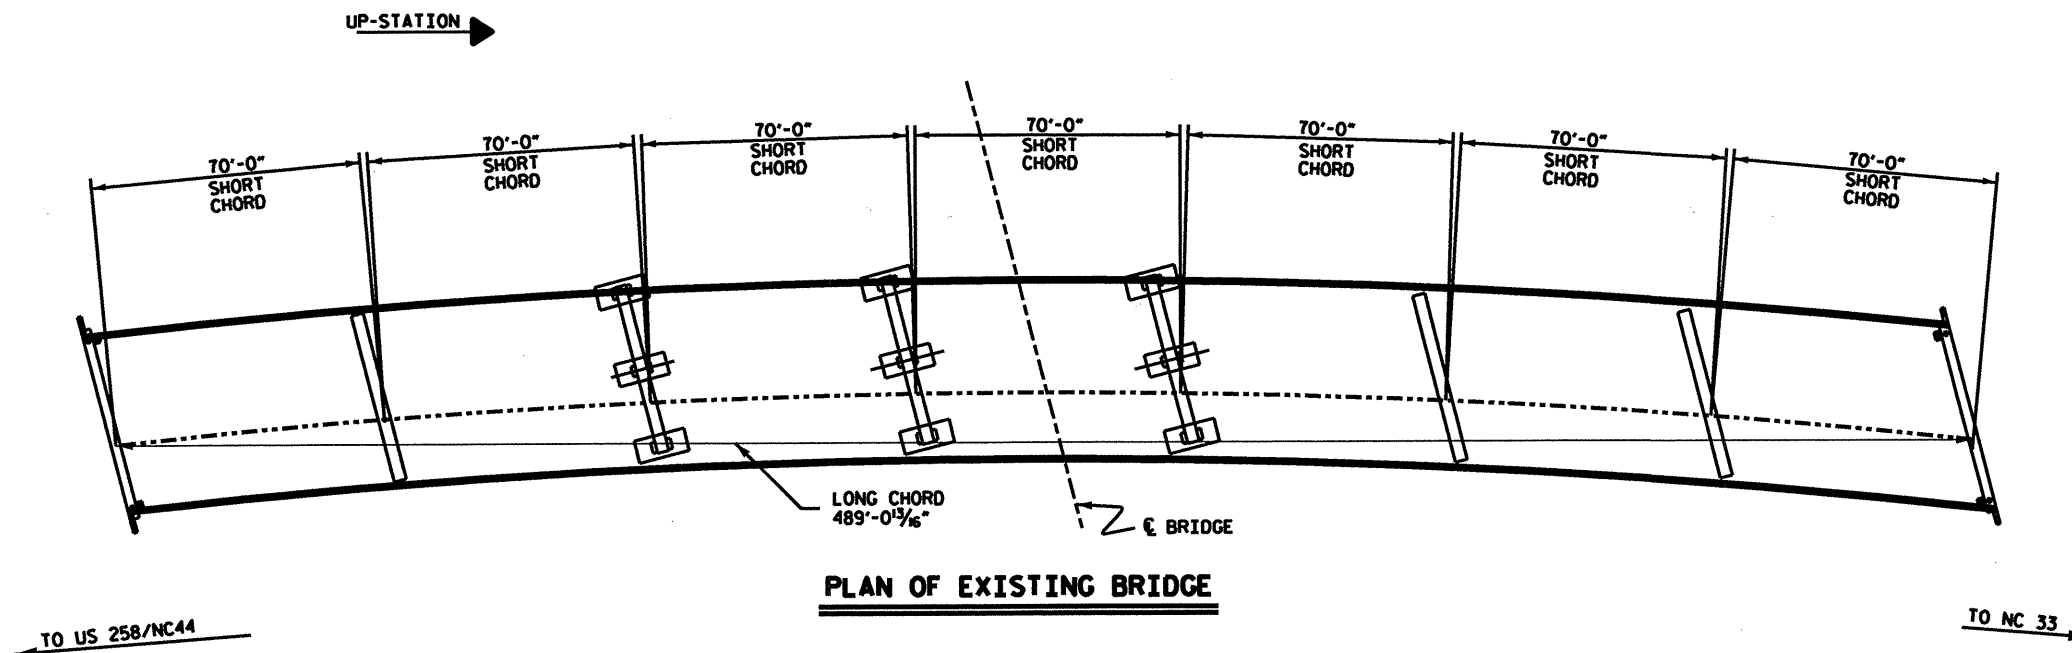 UP-STATION
70'-0"
SHORT
CHORD
70'-0"
SHORT
CHORD
70'-0"
SHORT
CHORD
70'-0"
SHORT
CHORD
70'-0"
SHORT
CHORD
70'-0"
SHORT
CHORD
70'-0"
SHORT
CHORD
LONG CHORD
489'-0 13/16"
℄ BRIDGE
PLAN OF EXISTING BRIDGE
TO US 258/NC44
TO NC 33